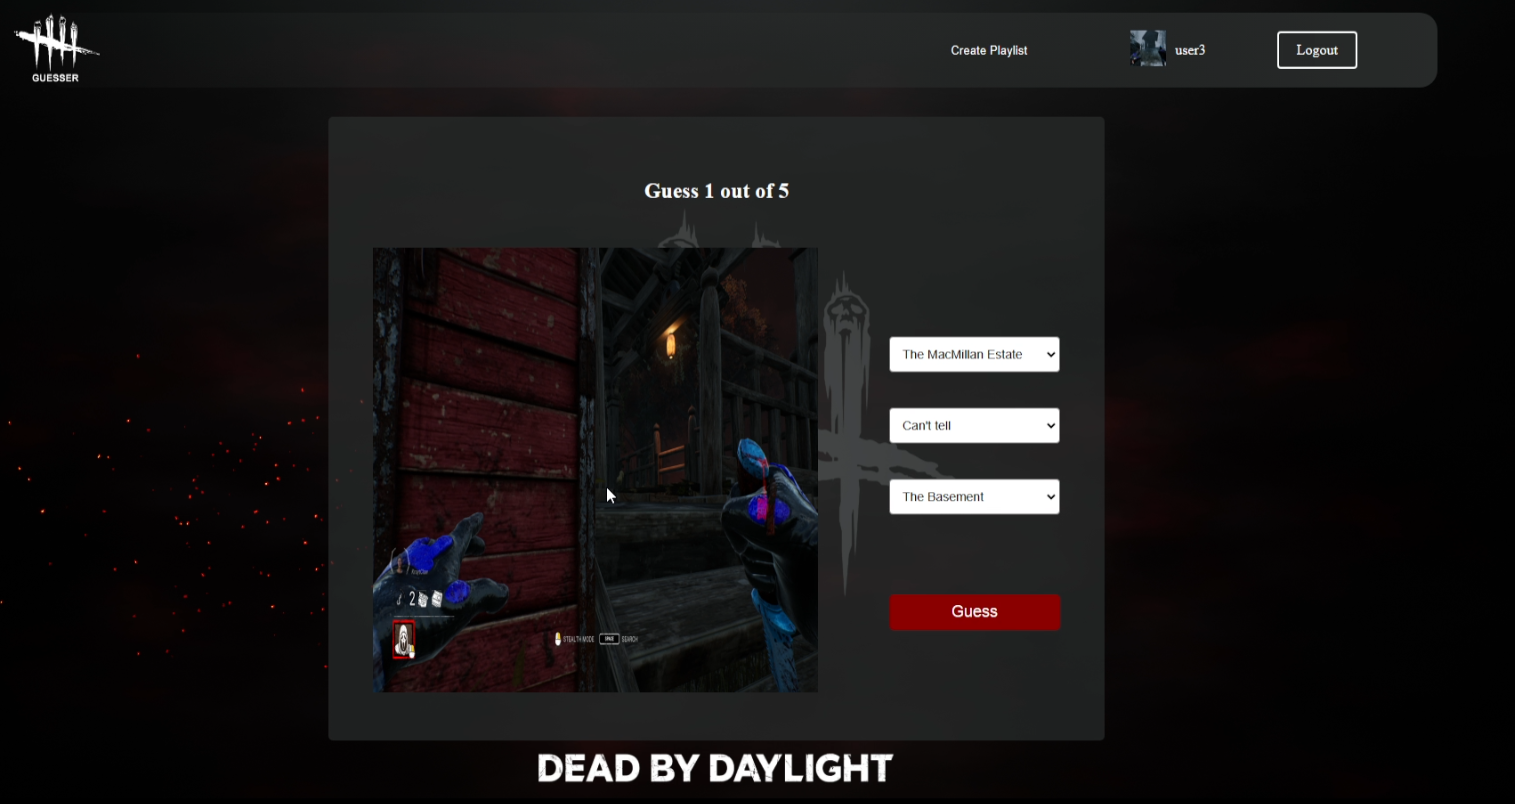 GUESSER
Create Playlist
user3
Logout
Guess 1 out of 5
The MacMillan Estate
Can't tell
The Basement
2
STEALTH MODE SPACE SEARCH
Guess
DEAD BY DAYLIGHT